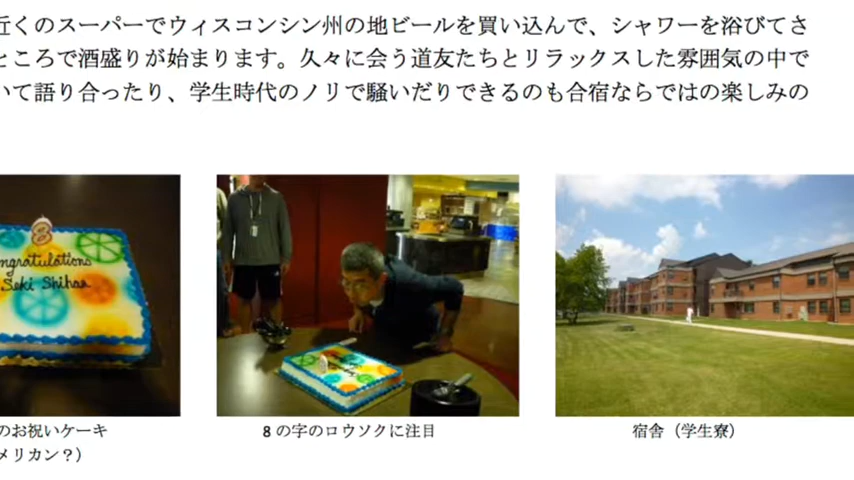 近くのスーパーでウィスコンシン州の地ビールを買い込んで、シャワーを浴びてさ
ところで酒盛りが始まります。久々に会う道友たちとリラックスした雰囲気の中で
いて語り合ったり、学生時代のノリで騒いだりできるのも合宿ならではの楽しみの
8
ngratulations
Seki Shihan
のお祝いケーキ
メリカン？）
8 の字のロウソクに注目
宿舎（学生寮）